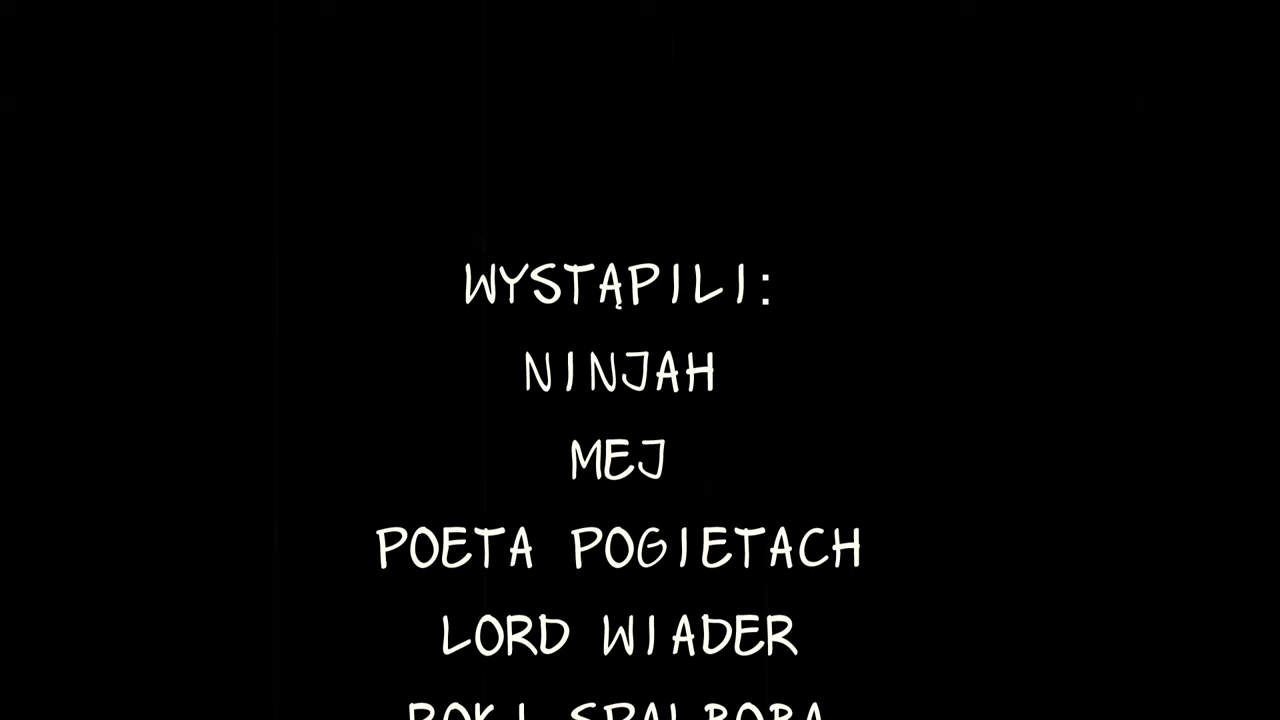 WYSTĄPILI:
NINJAH
MEJ
POETA POGIETACH
LORD WIADER